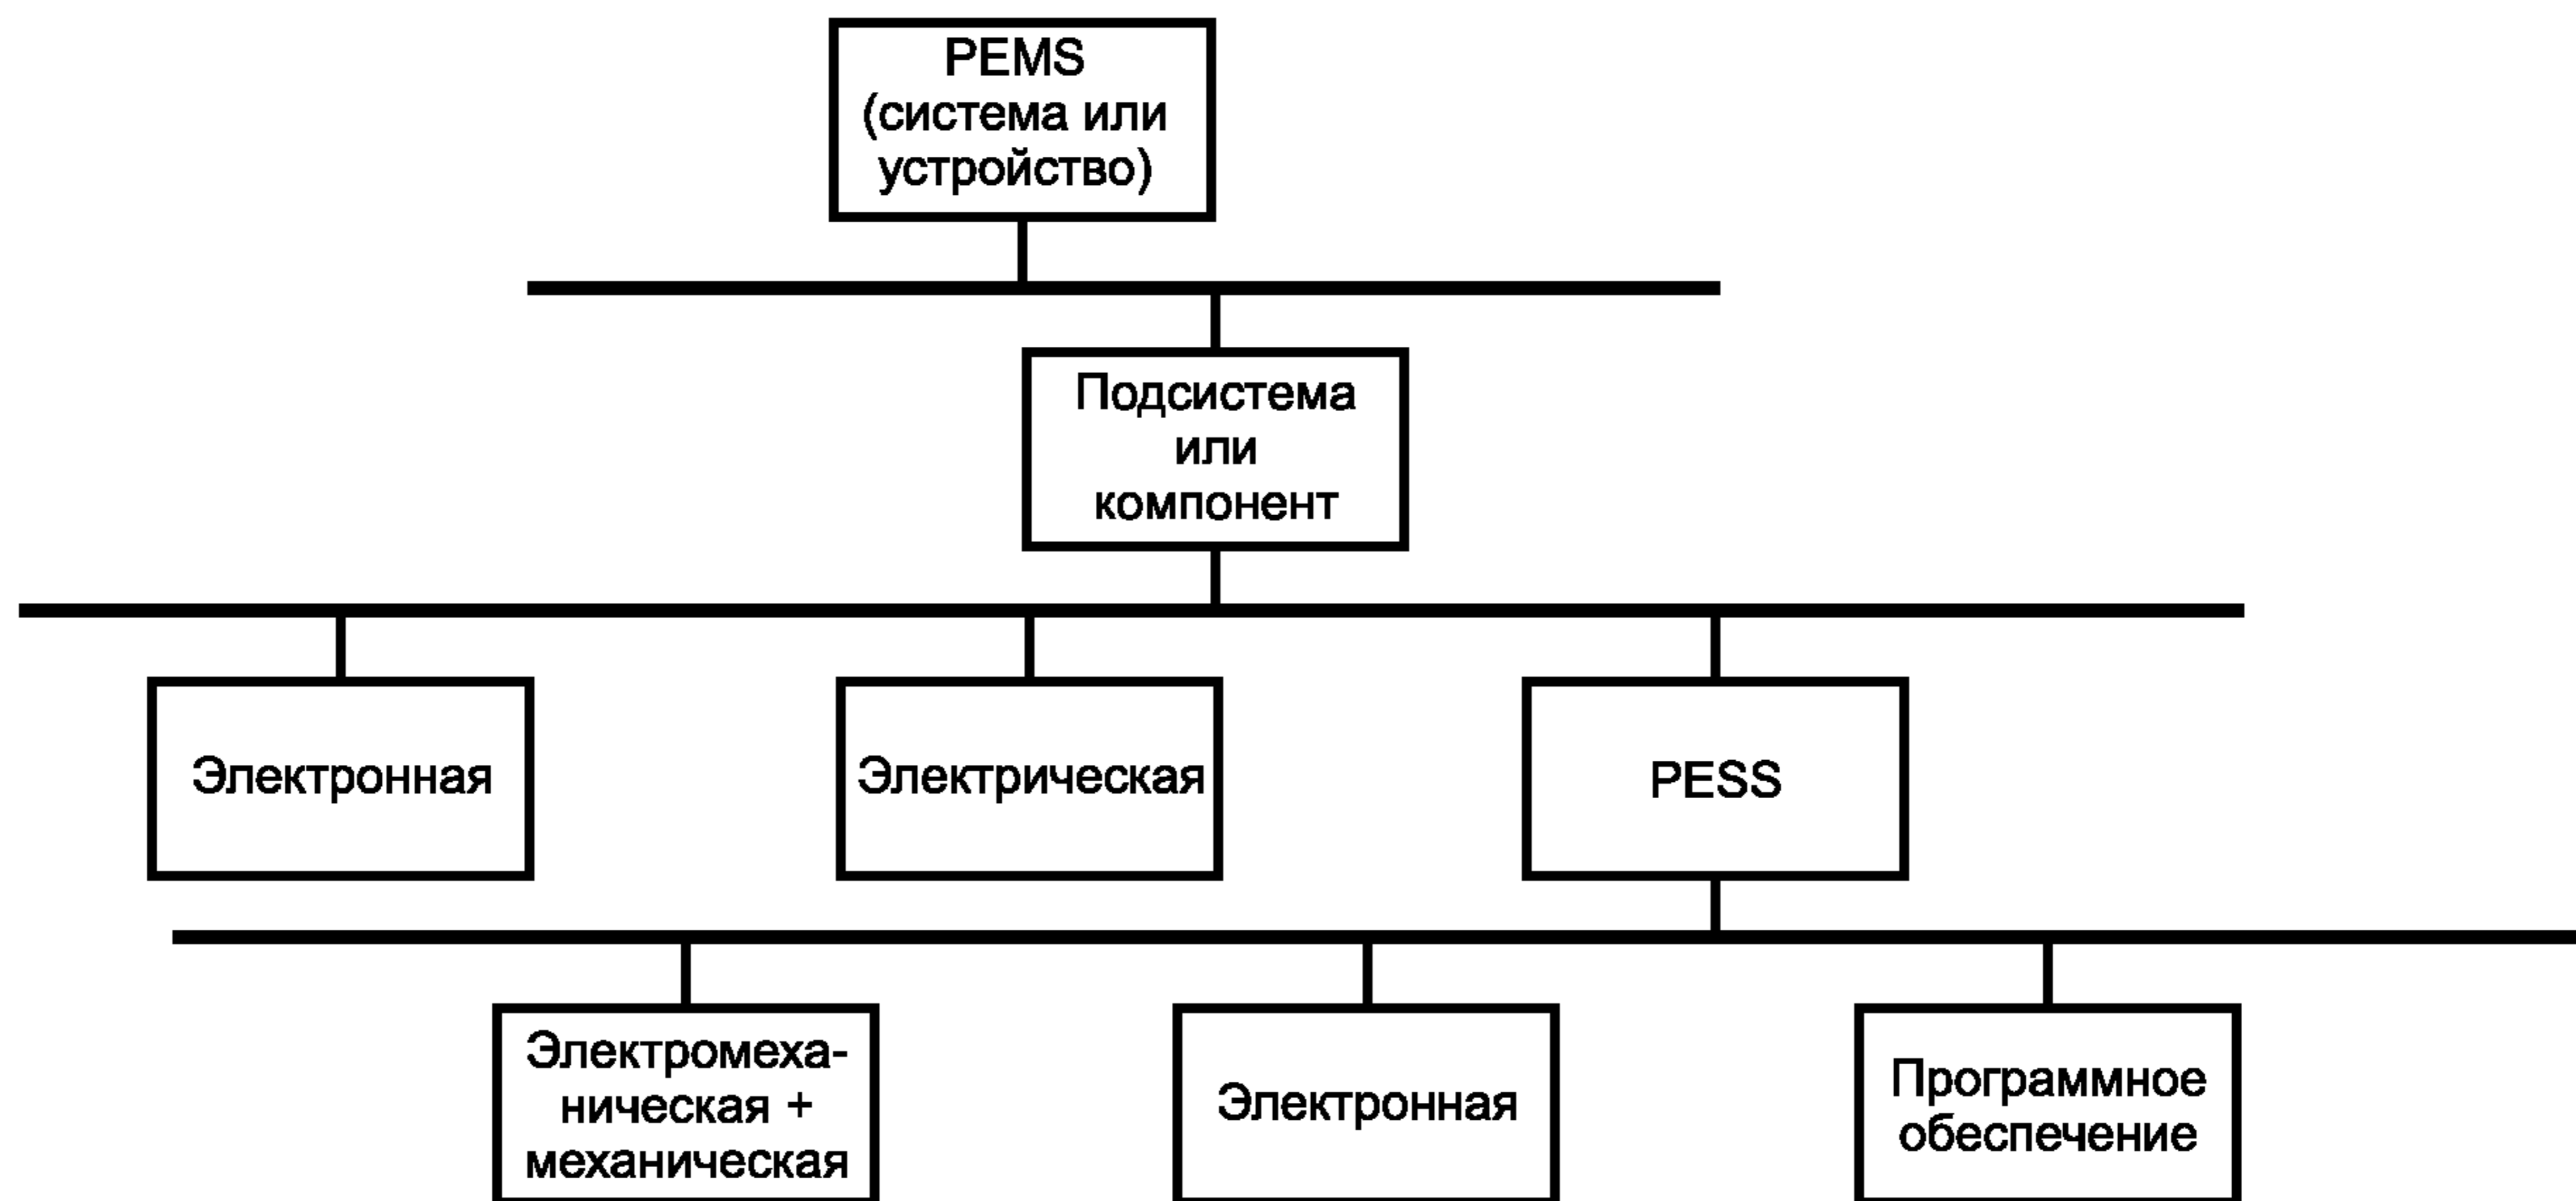 PEMS
(система или
устройство)
Подсистема
или
компонент
Электронная
Электрическая
PESS
Электромеха-
ническая +
механическая
Электронная
Программное
обеспечение